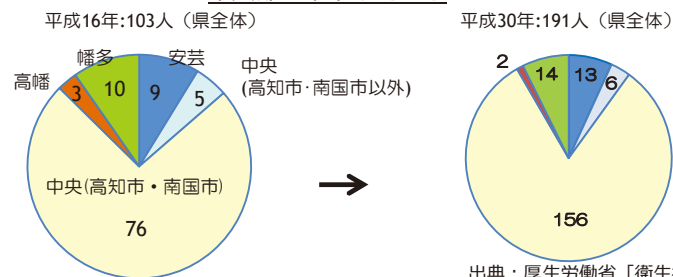 平成16年:103人（県全体）
平成30年:191人（県全体）
幡多
安芸
高幡
中央
(高知市･南国市以外)
3
10
9
5
中央(高知市・南国市)
76
2
14
13
6
156
出典：厚生労働省「衛生